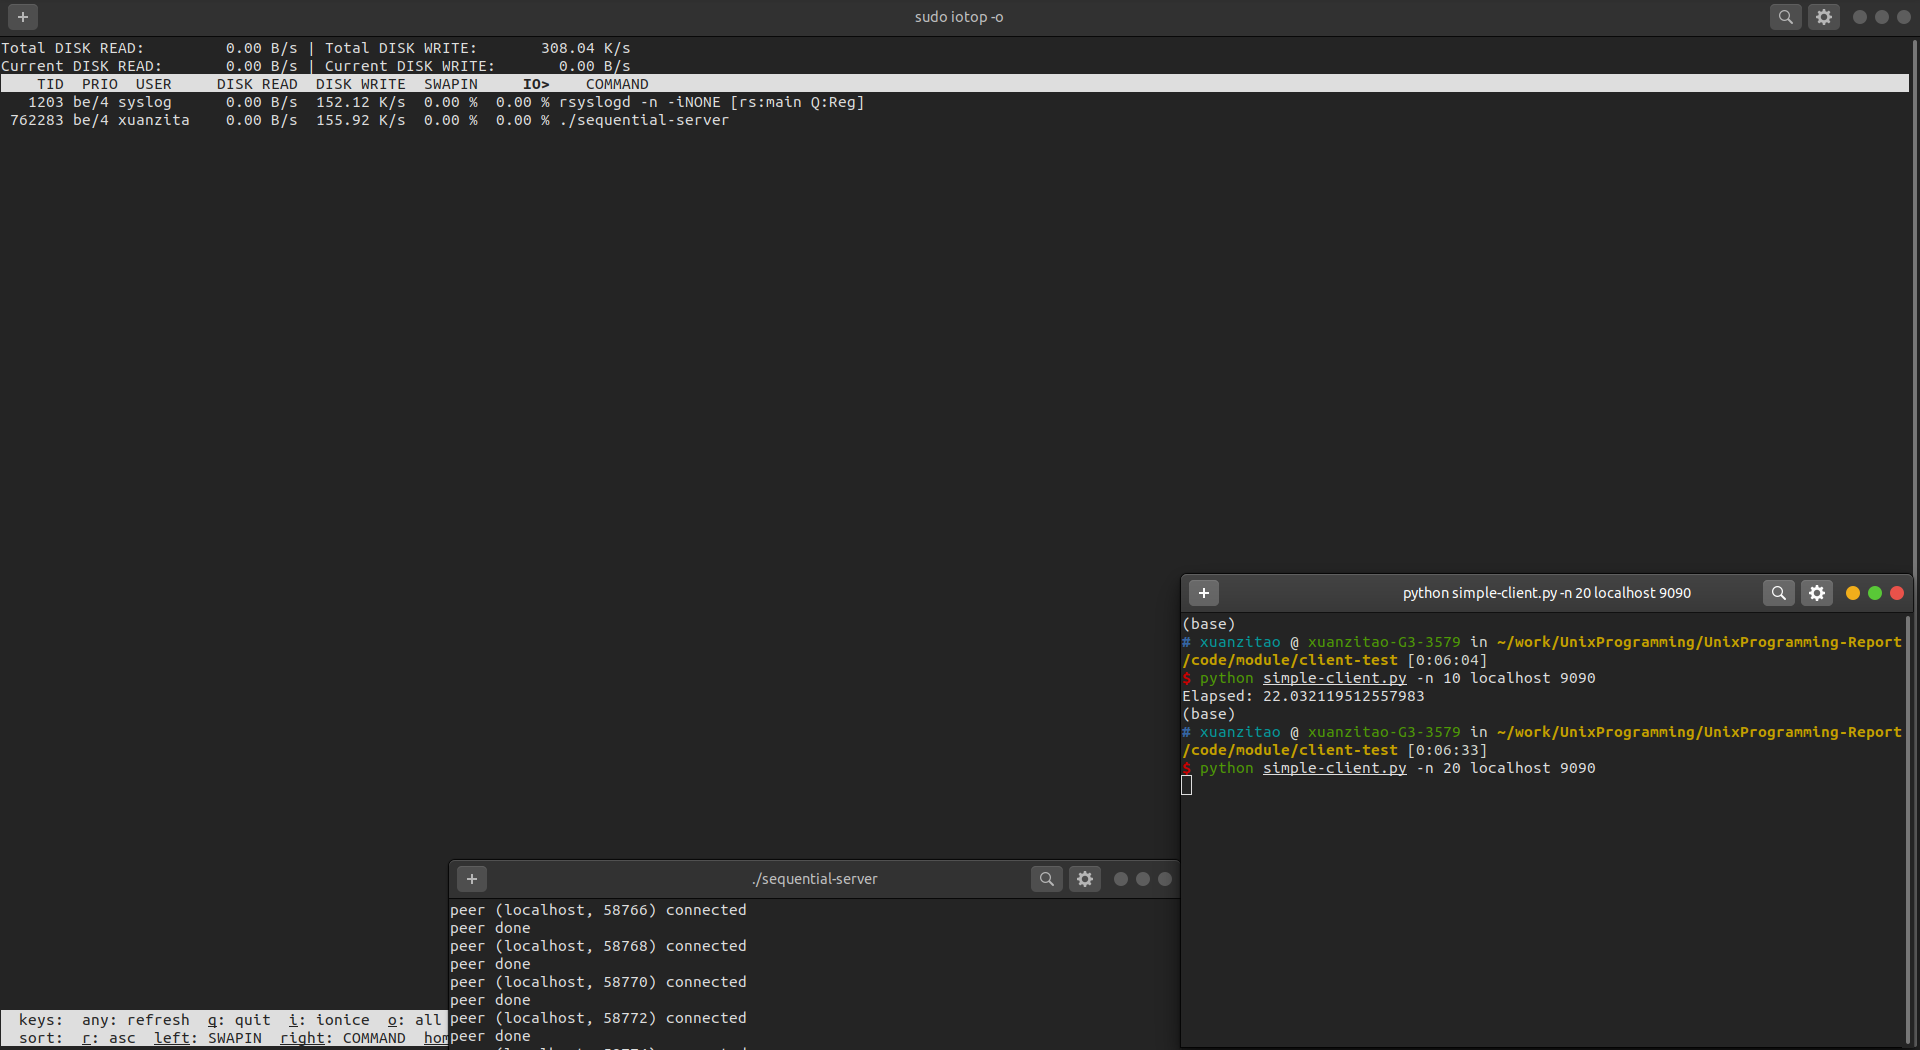 sudo iotop -o
Total DISK READ: 0.00 B/s | Total DISK WRITE: 308.04 K/s
Current DISK READ: 0.00 B/s | Current DISK WRITE: 0.00 B/s
TID PRIO USER DISK READ DISK WRITE SWAPIN IO> COMMAND
1203 be/4 syslog 0.00 B/s 152.12 K/s 0.00 % 0.00 % rsyslogd -n -iNONE [rs:main Q:Reg]
762283 be/4 xuanzita 0.00 B/s 155.92 K/s 0.00 % 0.00 % ./sequential-server
python simple-client.py -n 20 localhost 9090
(base)
# xuanzitao @ xuanzitao-G3-3579 in ~/work/UnixProgramming/UnixProgramming-Report
/code/module/client-test [0:06:04]
$ python simple-client.py -n 10 localhost 9090
Elapsed: 22.032119512557983
(base)
# xuanzitao @ xuanzitao-G3-3579 in ~/work/UnixProgramming/UnixProgramming-Report
/code/module/client-test [0:06:33]
$ python simple-client.py -n 20 localhost 9090
./sequential-server
peer (localhost, 58766) connected
peer done
peer (localhost, 58768) connected
peer done
peer (localhost, 58770) connected
peer done
peer (localhost, 58772) connected
peer done
keys: any: refresh q: quit i: ionice o: all
sort: r: asc left: SWAPIN right: COMMAND hom